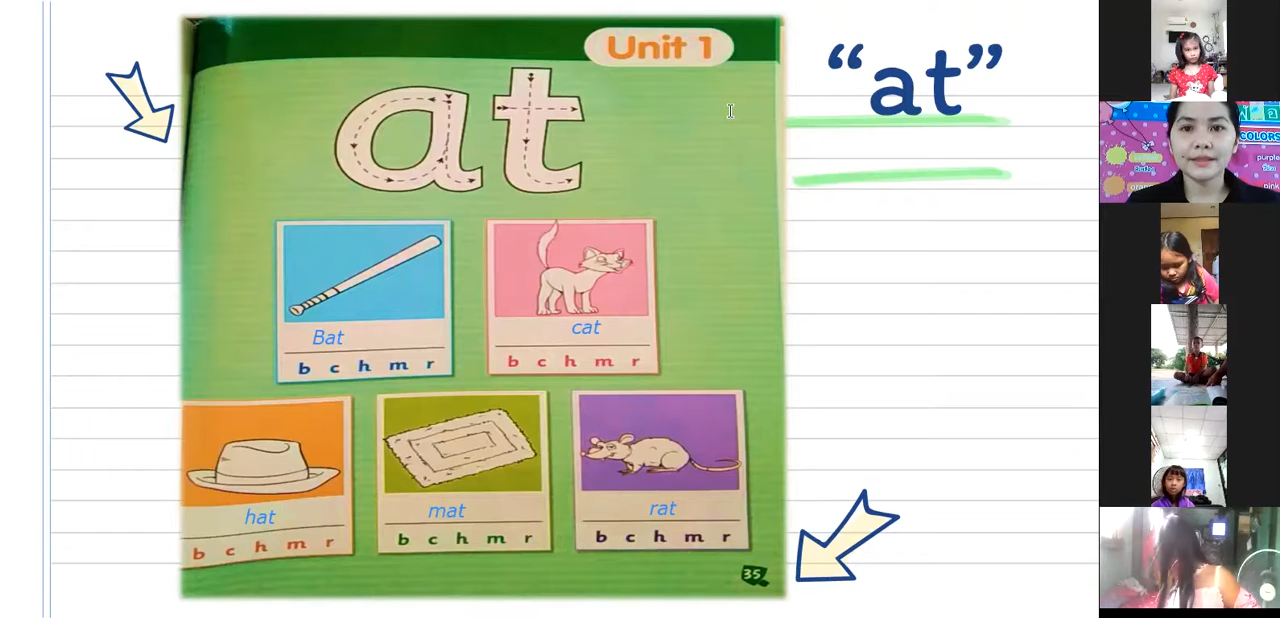 Unit 1
at
"at"
Bat
b c h m r
cat
b c h m r
hat
b c h m r
mat
b c h m r
rat
b c h m r
35
COLORS
purple
pink